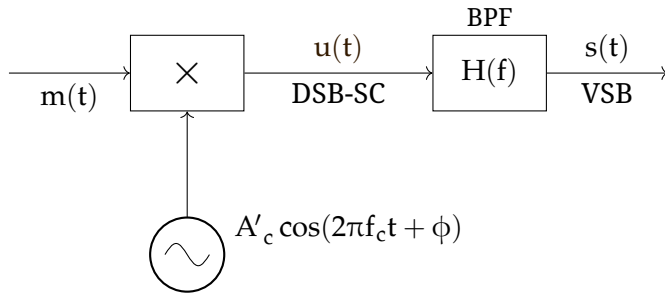 BPF
u(t)
s(t)
×
H(f)
m(t)
DSB-SC
VSB
A′c cos(2πfct + ϕ)